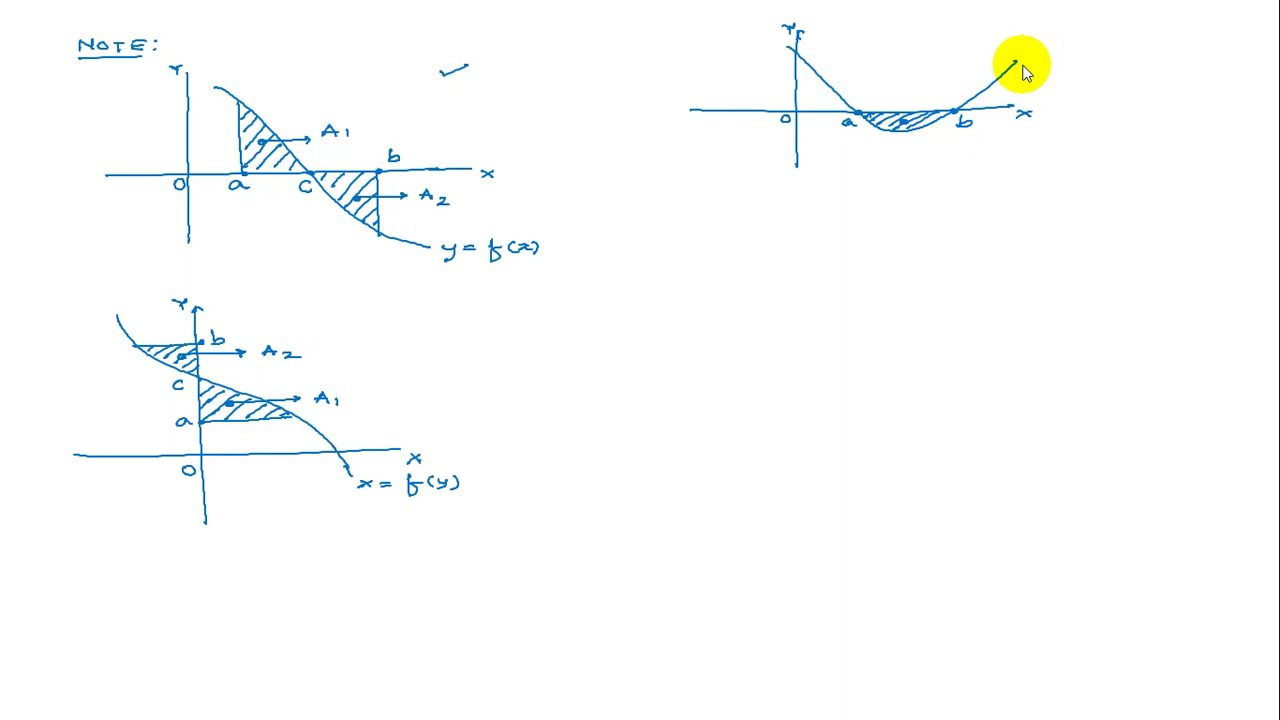 NOTE:
Y
A1
b
O
a
c
x
A2
y = f(x)
Y
b
A2
c
A1
a
O
x
x = f(y)
Y
O
a
b
x